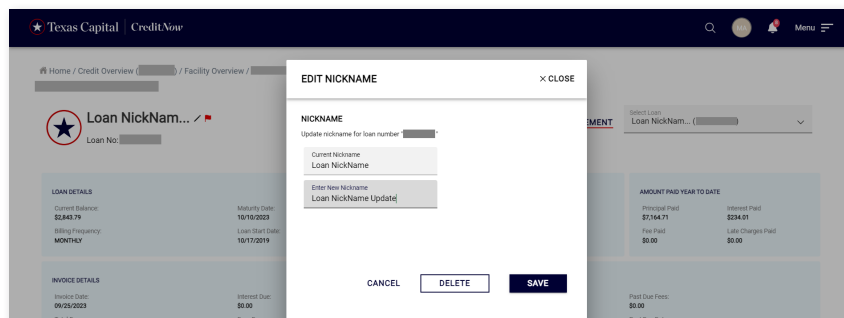 Texas Capital | CreditNow
MA
Menu
Home / Credit Overview ( ) / Facility Overview /
EDIT NICKNAME
× CLOSE
Loan NickNam...
Loan No:
NICKNAME
Update nickname for loan number " "
Current Nickname
Loan NickName
Enter New Nickname
Loan NickName Update
CANCEL
DELETE
SAVE
EMENT
Select Loan
Loan NickNam... ( )
LOAN DETAILS
Current Balance:
$2,843.79
Maturity Date:
10/10/2023
Billing Frequency:
MONTHLY
Loan Start Date:
10/17/2019
AMOUNT PAID YEAR TO DATE
Principal Paid
$7,164.71
Interest Paid
$234.01
Fee Paid
$0.00
Late Charges Paid
$0.00
INVOICE DETAILS
Invoice Date:
09/25/2023
Interest Due:
$0.00
Past Due Fees:
$0.00